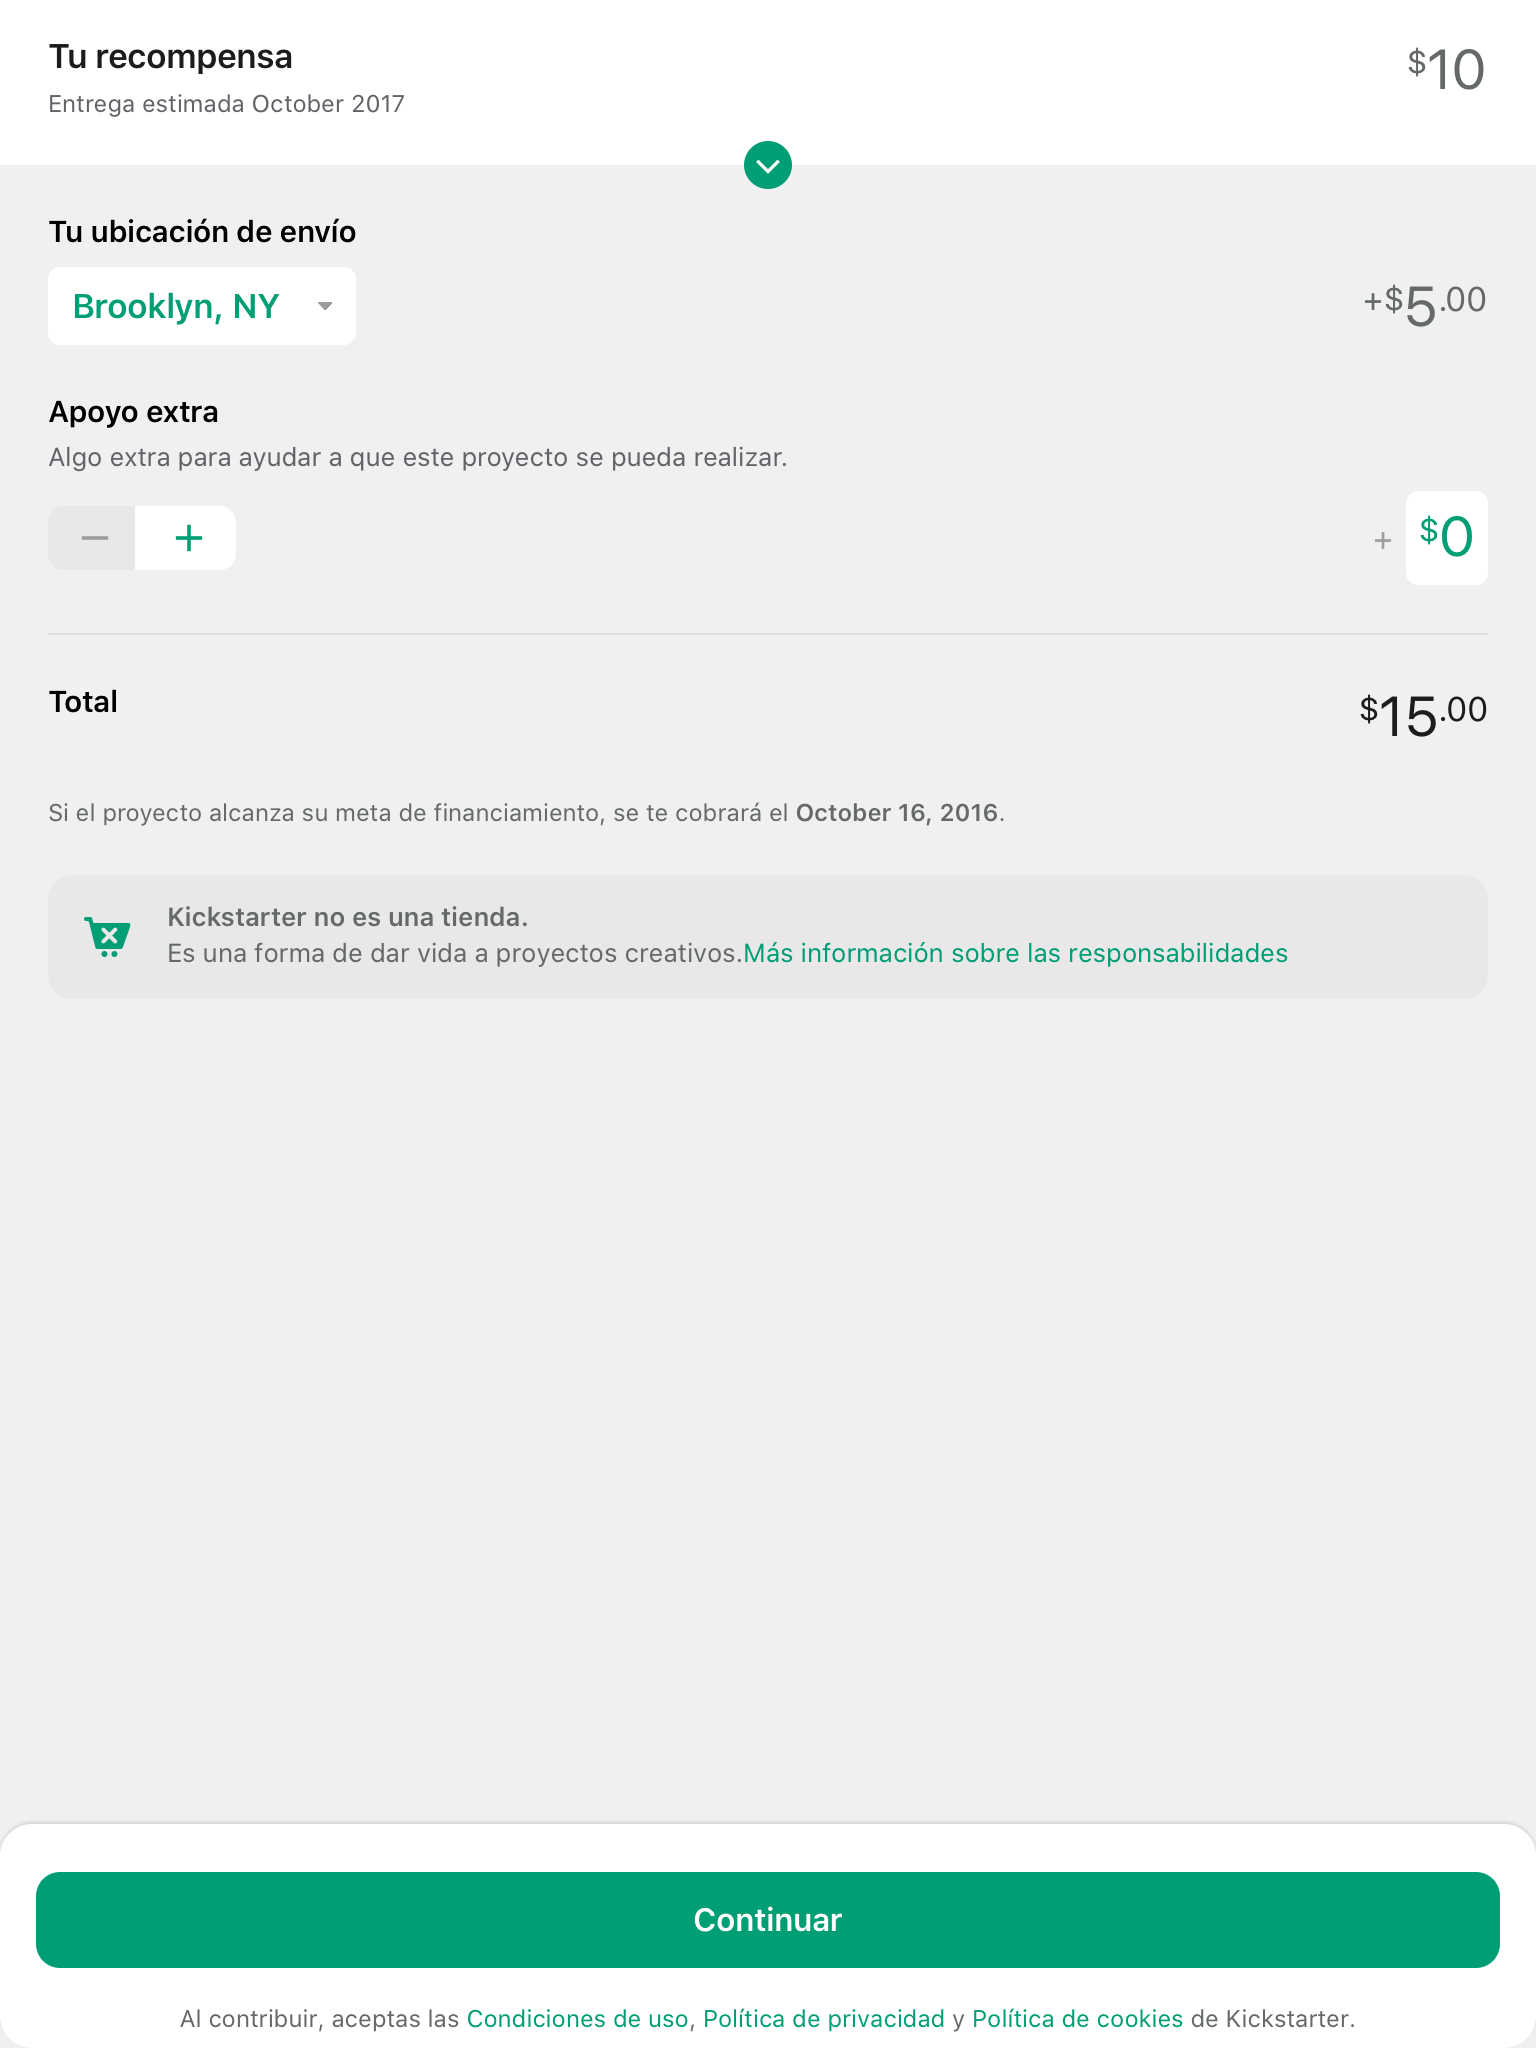 Tu recompensa
$10
Entrega estimada October 2017
Tu ubicación de envío
Brooklyn, NY
+$5.00
Apoyo extra
Algo extra para ayudar a que este proyecto se pueda realizar.
+ $0
Total
$15.00
Si el proyecto alcanza su meta de financiamiento, se te cobrará el October 16, 2016.
Kickstarter no es una tienda.
Es una forma de dar vida a proyectos creativos.Más información sobre las responsabilidades
Continuar
Al contribuir, aceptas las Condiciones de uso, Política de privacidad y Política de cookies de Kickstarter.